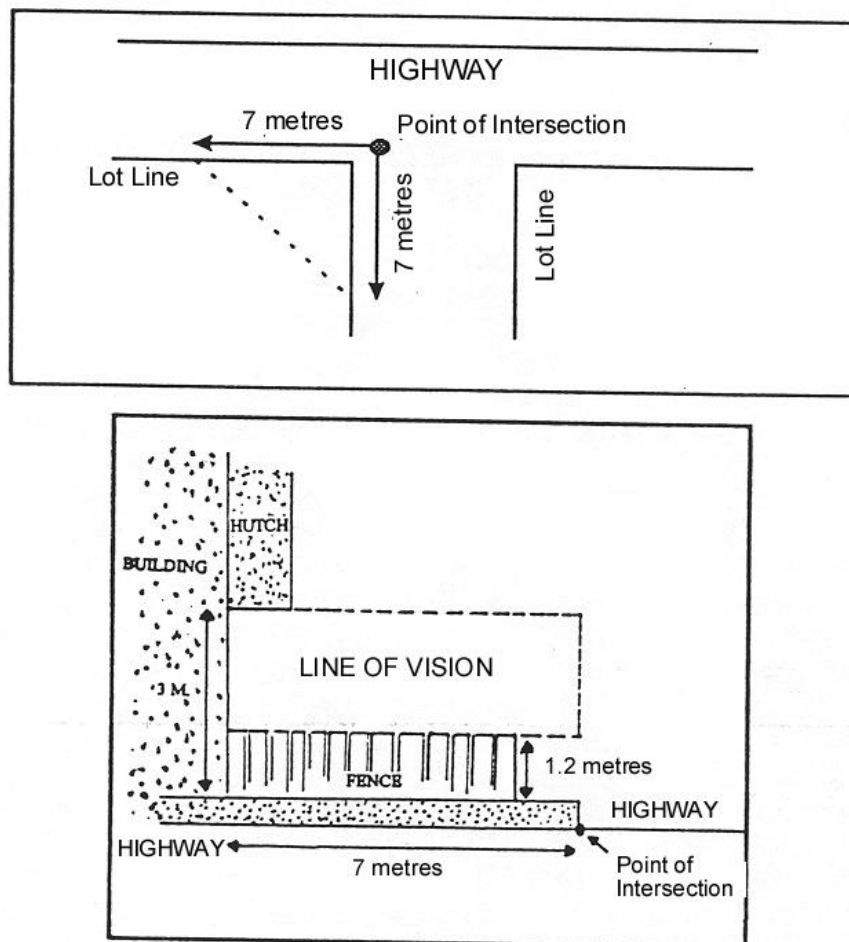 HIGHWAY
7 metres
Point of Intersection
Lot Line
7 metres
Lot Line
HUTCH
BUILDING
LINE OF VISION
3 M.
1.2 metres
FENCE
HIGHWAY
HIGHWAY
7 metres
Point of
Intersection